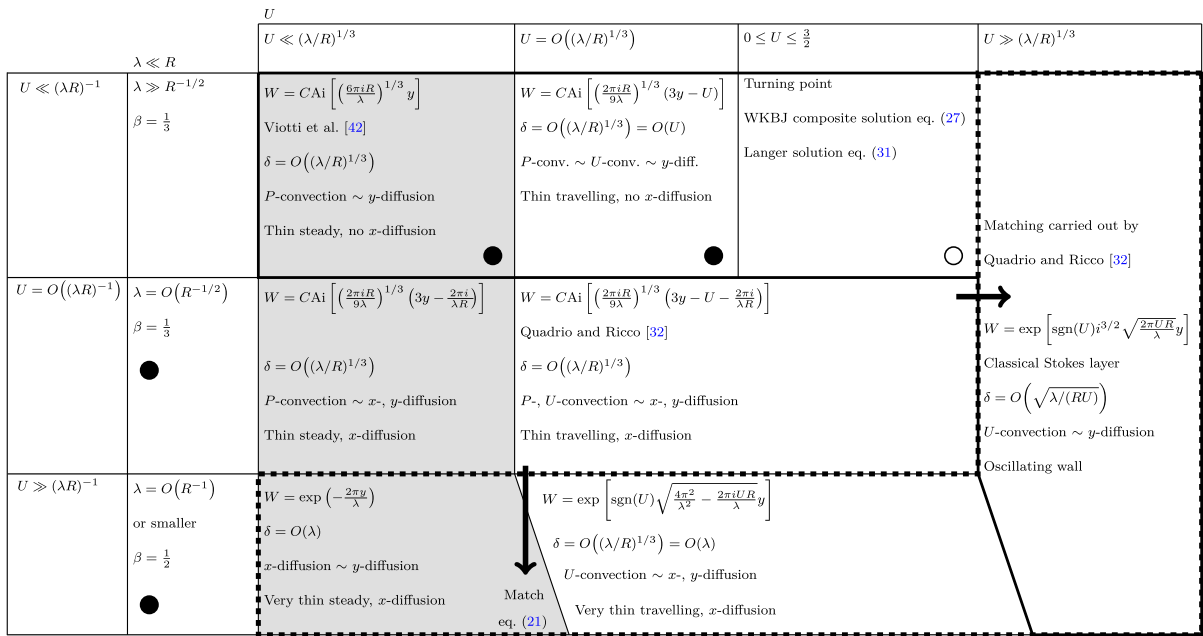 U
λ ≪ R
U ≪ (λ/R)^{1/3}
U = O((λ/R)^{1/3})
0 ≤ U ≤ 3/2
U ≫ (λ/R)^{1/3}
U ≪ (λR)^{-1}
λ ≫ R^{-1/2}
β = 1/3
W = CAi [(6πiR/λ)^{1/3} y]
Viotti et al. [42]
δ = O((λ/R)^{1/3})
P-convection ∼ y-diffusion
Thin steady, no x-diffusion
W = CAi [(2πiR/9λ)^{1/3} (3y − U)]
δ = O((λ/R)^{1/3}) = O(U)
P-conv. ∼ U-conv. ∼ y-diff.
Thin travelling, no x-diffusion
Turning point
WKBJ composite solution eq. (27)
Langer solution eq. (31)
Matching carried out by
Quadrio and Ricco [32]
W = exp [sgn(U)i^{3/2} √(2πUR/λ) y]
Classical Stokes layer
δ = O(√(λ/(RU)))
U-convection ∼ y-diffusion
Oscillating wall
U = O((λR)^{-1})
λ = O(R^{-1/2})
β = 1/3
W = CAi [(2πiR/9λ)^{1/3} (3y − 2πi/λR)]
δ = O((λ/R)^{1/3})
P-convection ∼ x-, y-diffusion
Thin steady, x-diffusion
W = CAi [(2πiR/9λ)^{1/3} (3y − U − 2πi/λR)]
Quadrio and Ricco [32]
δ = O((λ/R)^{1/3})
P-, U-convection ∼ x-, y-diffusion
Thin travelling, x-diffusion
U ≫ (λR)^{-1}
λ = O(R^{-1})
or smaller
β = 1/2
W = exp (−2πy/λ)
δ = O(λ)
x-diffusion ∼ y-diffusion
Very thin steady, x-diffusion
Match
eq. (21)
W = exp [sgn(U) √(4π²/λ² − 2πiUR/λ) y]
δ = O((λ/R)^{1/3}) = O(λ)
U-convection ∼ x-, y-diffusion
Very thin travelling, x-diffusion